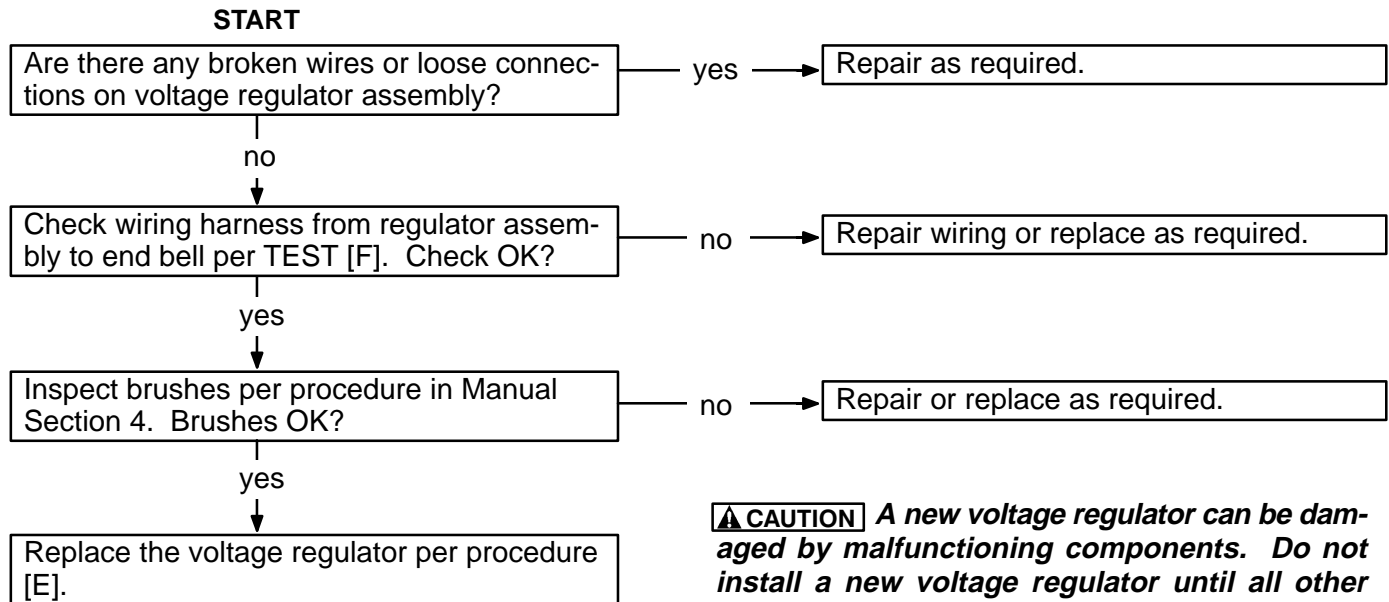 START
Are there any broken wires or loose connec-
tions on voltage regulator assembly?
yes
Repair as required.
no
Check wiring harness from regulator assem-
bly to end bell per TEST [F].  Check OK?
no
Repair wiring or replace as required.
yes
Inspect brushes per procedure in Manual
Section 4.  Brushes OK?
no
Repair or replace as required.
yes
Replace the voltage regulator per procedure
[E].
CAUTION A new voltage regulator can be dam-
aged by malfunctioning components.  Do not
install a new voltage regulator until all other